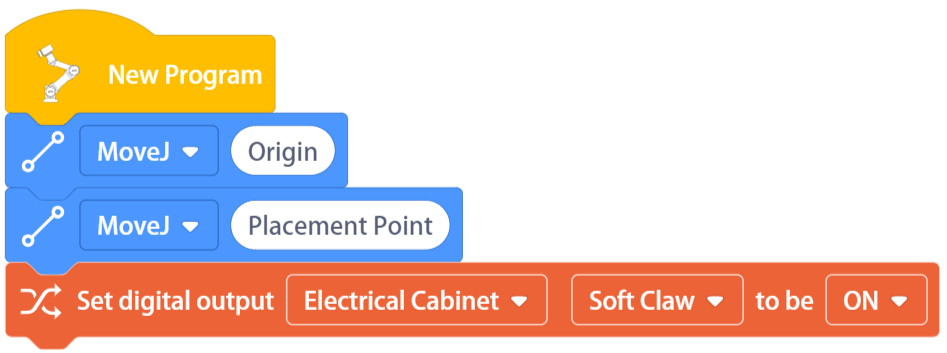 New Program
MoveJ Origin
MoveJ Placement Point
Set digital output Electrical Cabinet Soft Claw to be ON